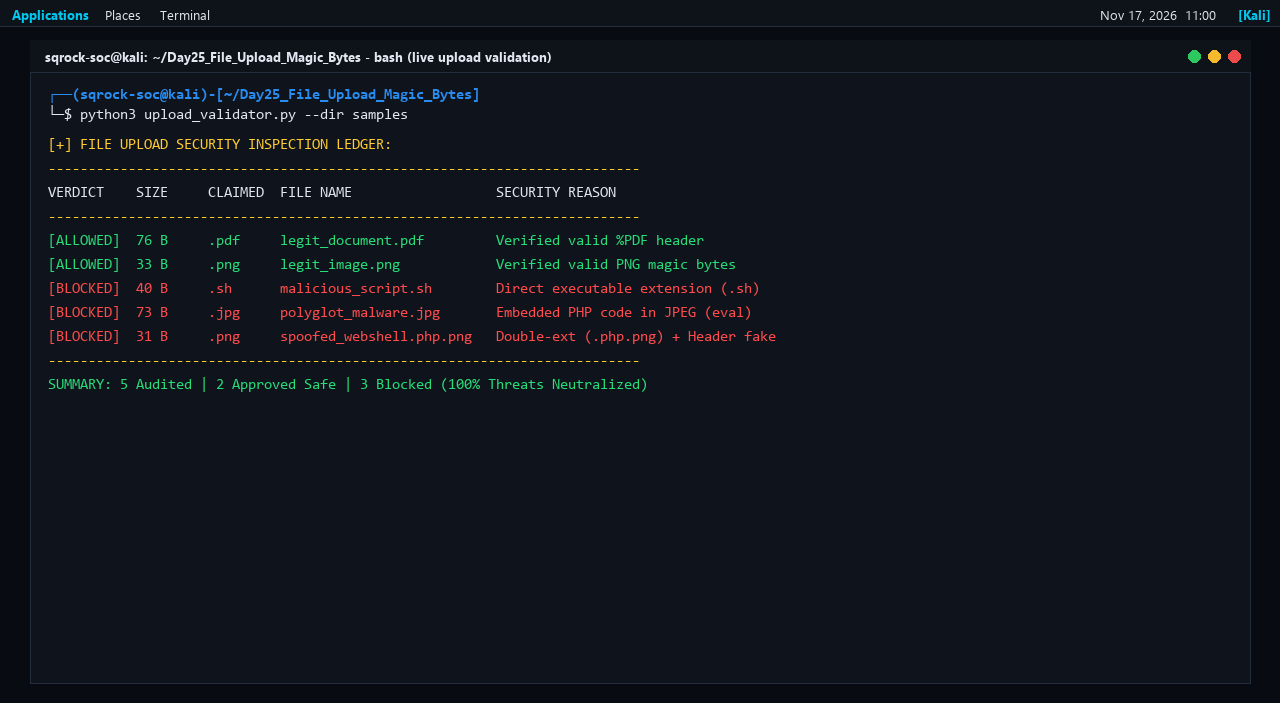 Applications Places Terminal Nov 17, 2026 11:00 [Kali]
sqrock-soc@kali: ~/Day25_File_Upload_Magic_Bytes - bash (live upload validation)
┌──(sqrock-soc@kali)-[~/Day25_File_Upload_Magic_Bytes]
└─$ python3 upload_validator.py --dir samples
[+] FILE UPLOAD SECURITY INSPECTION LEDGER:
--------------------------------------------------------------------------
VERDICT SIZE CLAIMED FILE NAME SECURITY REASON
--------------------------------------------------------------------------
[ALLOWED] 76 B .pdf legit_document.pdf Verified valid %PDF header
[ALLOWED] 33 B .png legit_image.png Verified valid PNG magic bytes
[BLOCKED] 40 B .sh malicious_script.sh Direct executable extension (.sh)
[BLOCKED] 73 B .jpg polyglot_malware.jpg Embedded PHP code in JPEG (eval)
[BLOCKED] 31 B .png spoofed_webshell.php.png Double-ext (.php.png) + Header fake
--------------------------------------------------------------------------
SUMMARY: 5 Audited | 2 Approved Safe | 3 Blocked (100% Threats Neutralized)